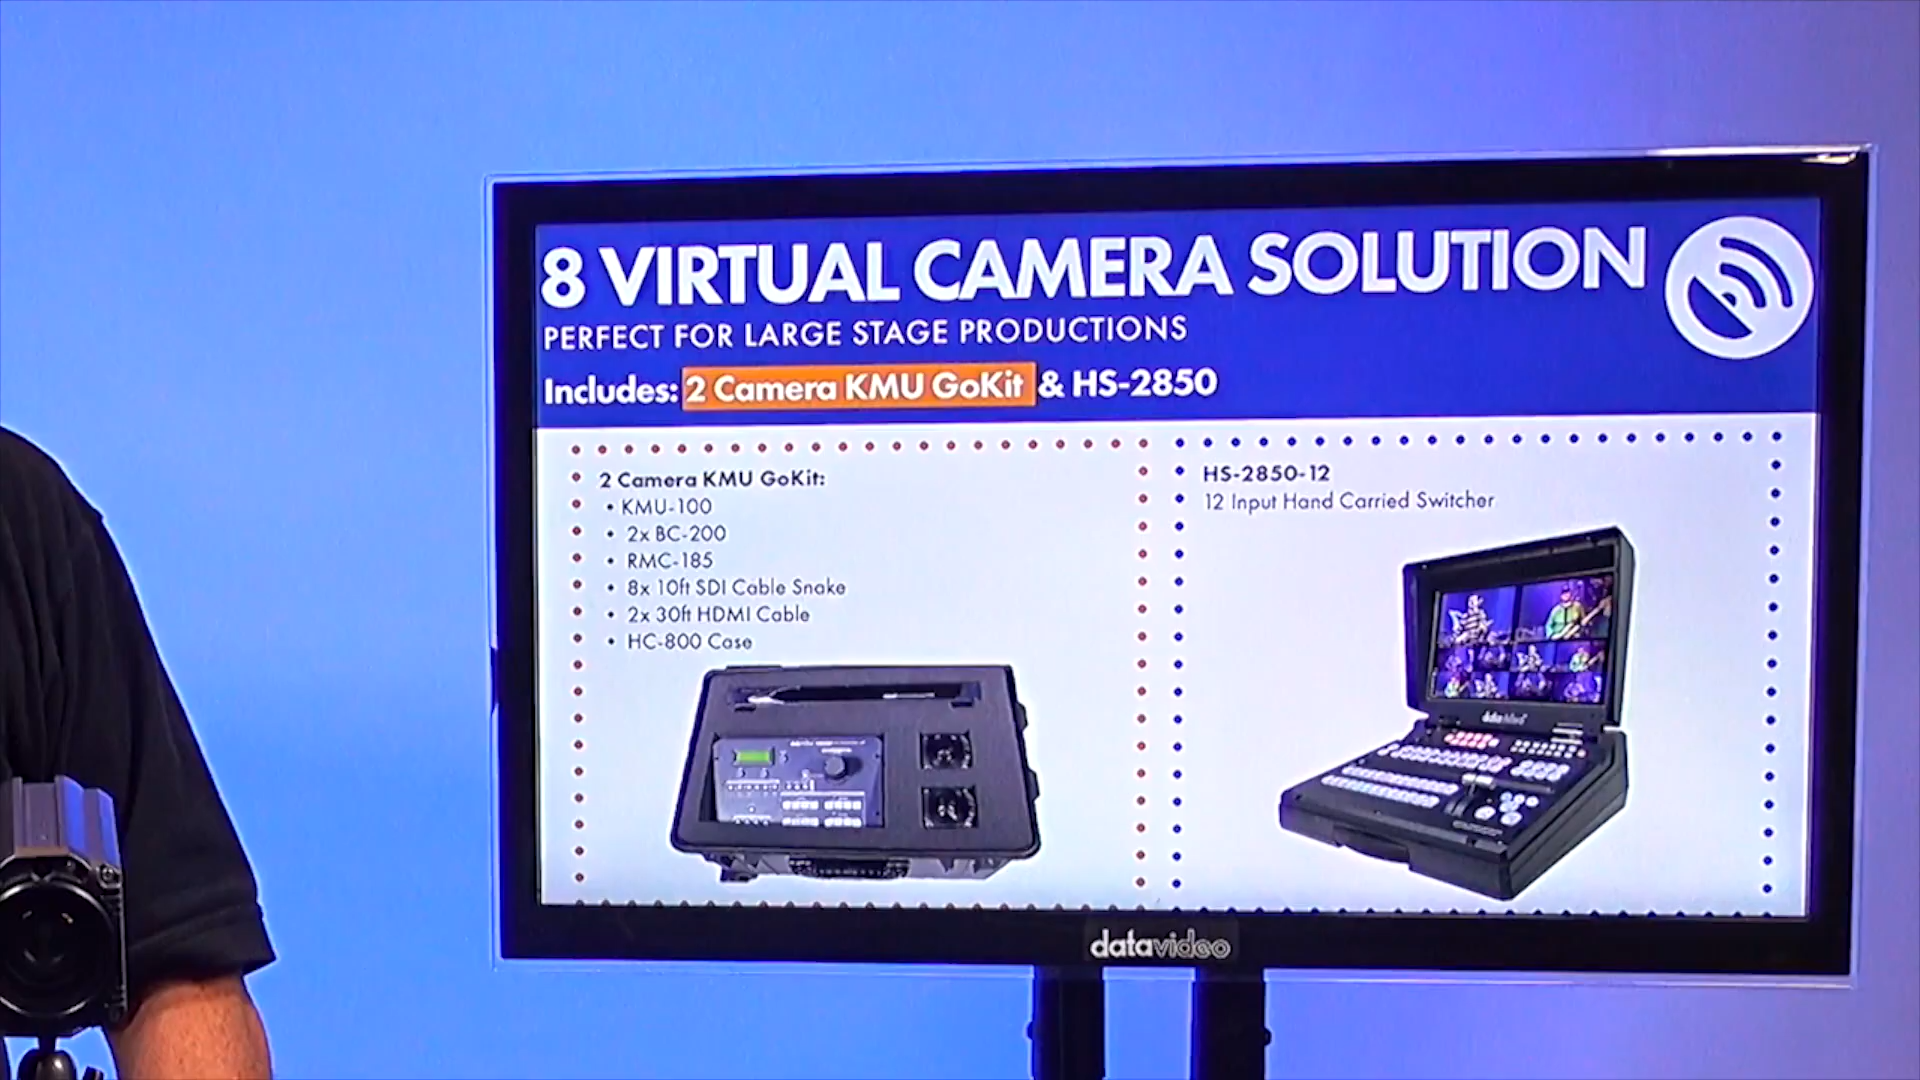 8 VIRTUAL CAMERA SOLUTION
PERFECT FOR LARGE STAGE PRODUCTIONS
Includes: 2 Camera KMU GoKit & HS-2850
2 Camera KMU GoKit:
• KMU-100
• 2x BC-200
• RMC-185
• 8x 10ft SDI Cable Snake
• 2x 30ft HDMI Cable
• HC-800 Case
HS-2850-12
12 Input Hand Carried Switcher
datavideo
datavideo